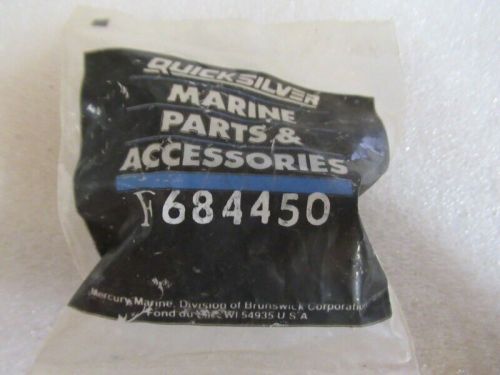 QUICKSILVER
MARINE
PARTS &
ACCESSORIES
F684450
Mercury Marine, Division of Brunswick Corporation
Fond du Lac, WI 54935 U S A